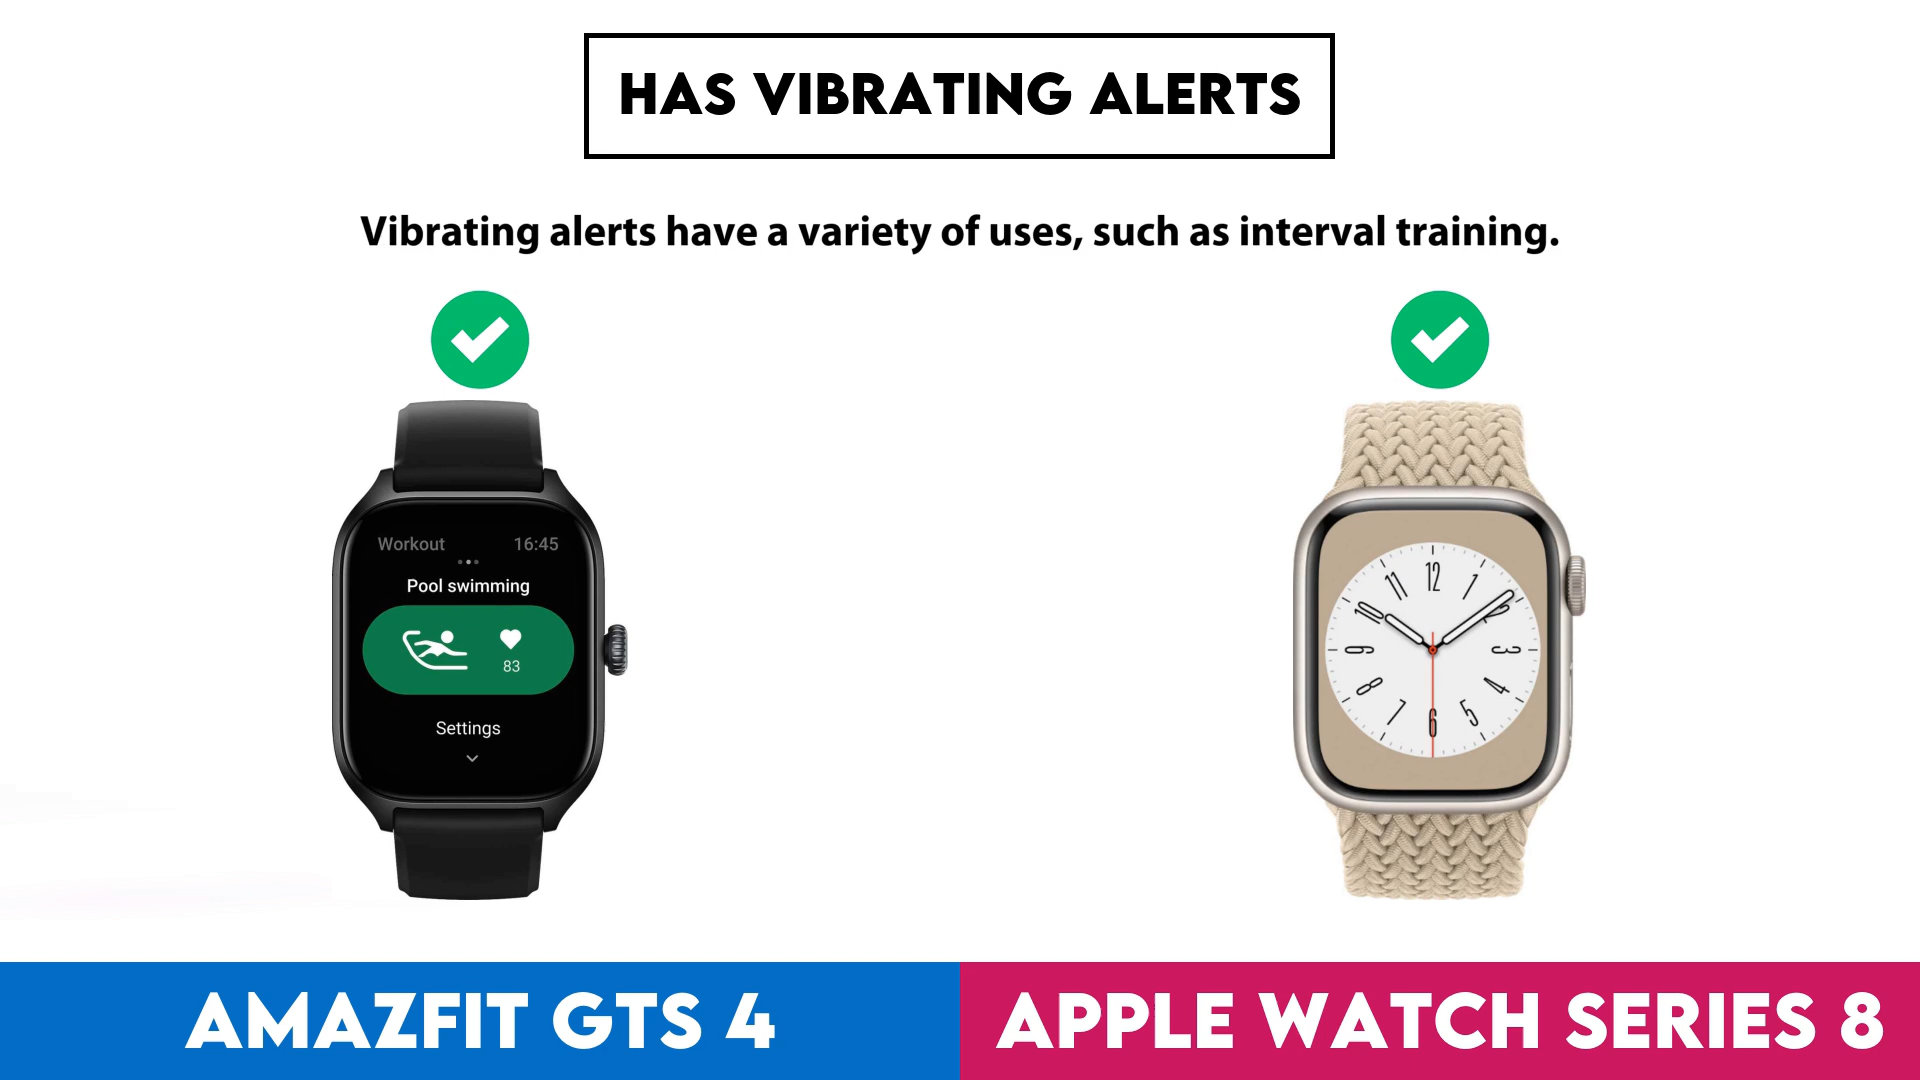 HAS VIBRATING ALERTS
Vibrating alerts have a variety of uses, such as interval training.
Workout 16:45
Pool swimming
83
Settings
12
1
2
3
4
5
6
7
8
9
10
11
AMAZFIT GTS 4
APPLE WATCH SERIES 8